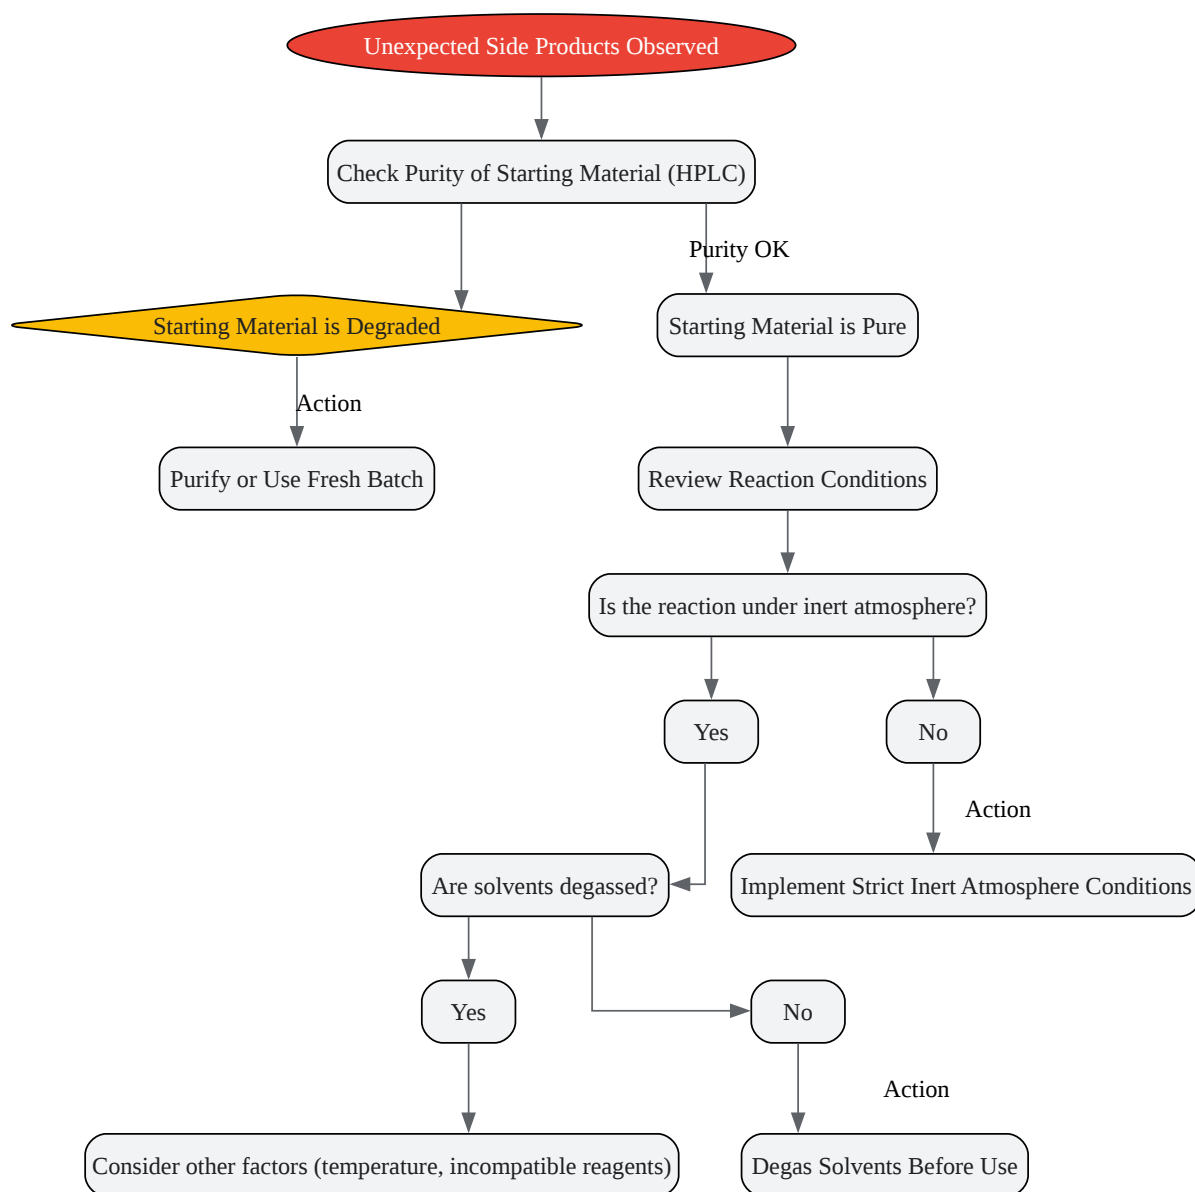 Unexpected Side Products Observed
Check Purity of Starting Material (HPLC)
Purity OK
Starting Material is Degraded
Starting Material is Pure
Action
Purify or Use Fresh Batch
Review Reaction Conditions
Is the reaction under inert atmosphere?
Yes
No
Action
Are solvents degassed?
Implement Strict Inert Atmosphere Conditions
Yes
No
Action
Consider other factors (temperature, incompatible reagents)
Degas Solvents Before Use